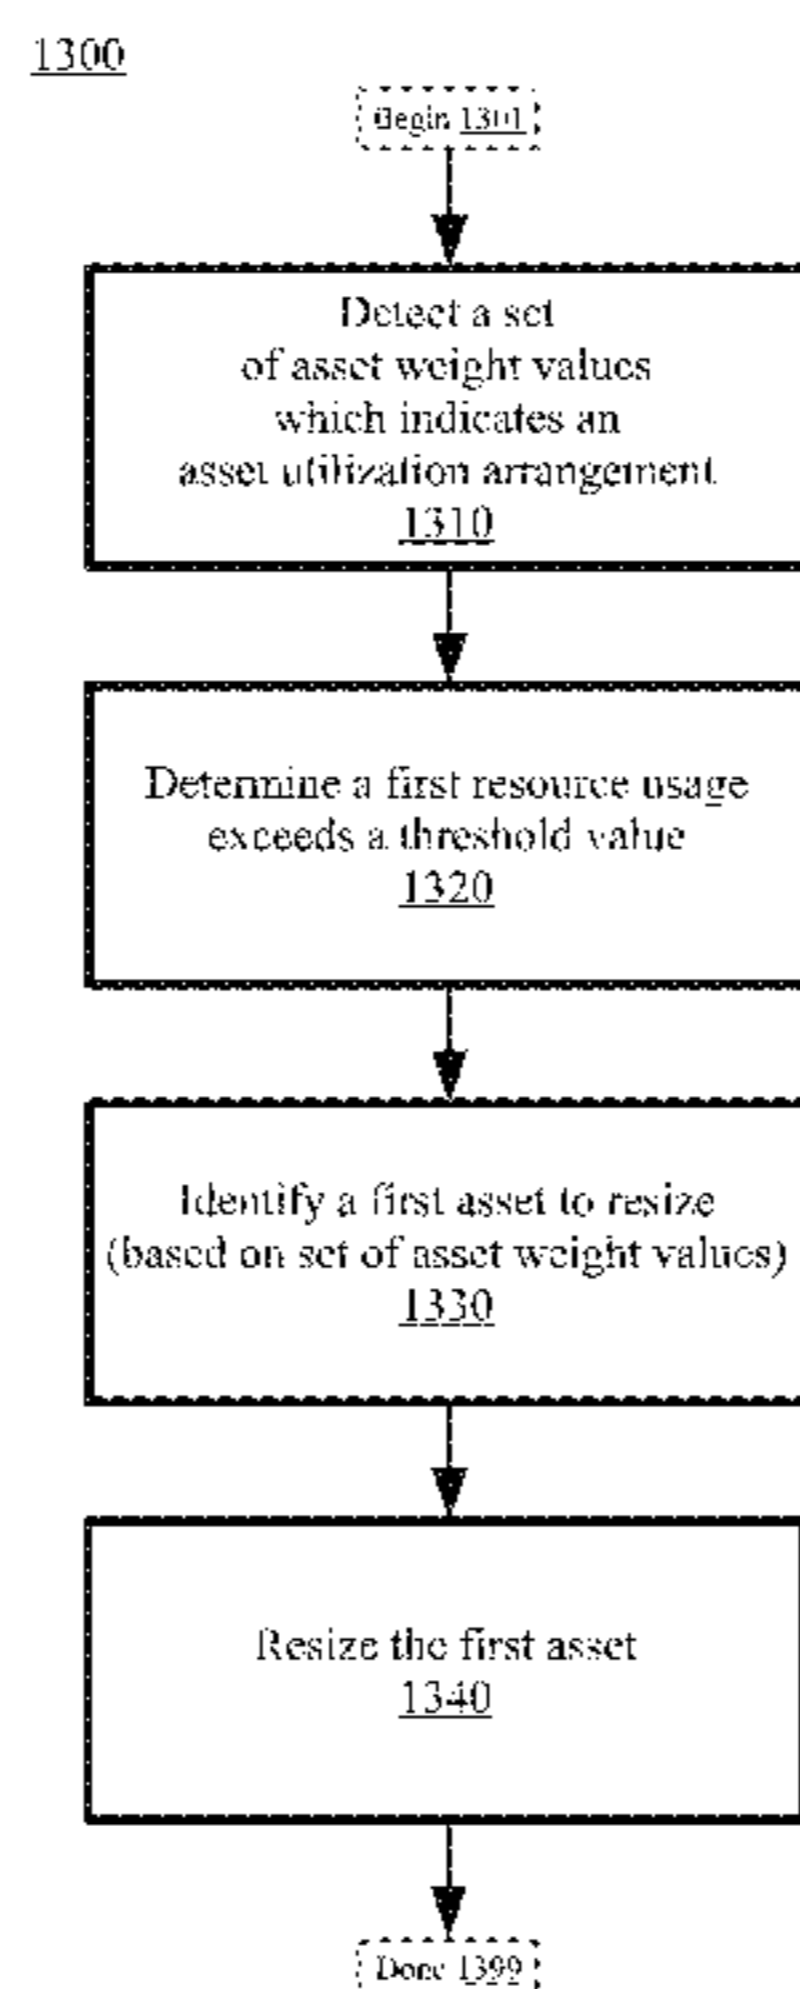 1300
Begin 1301
Detect a set
of asset weight values
which indicates an
asset utilization arrangement
1310
Determine a first resource usage
exceeds a threshold value
1320
Identify a first asset to resize
(based on set of asset weight values)
1330
Resize the first asset
1340
Done 1399